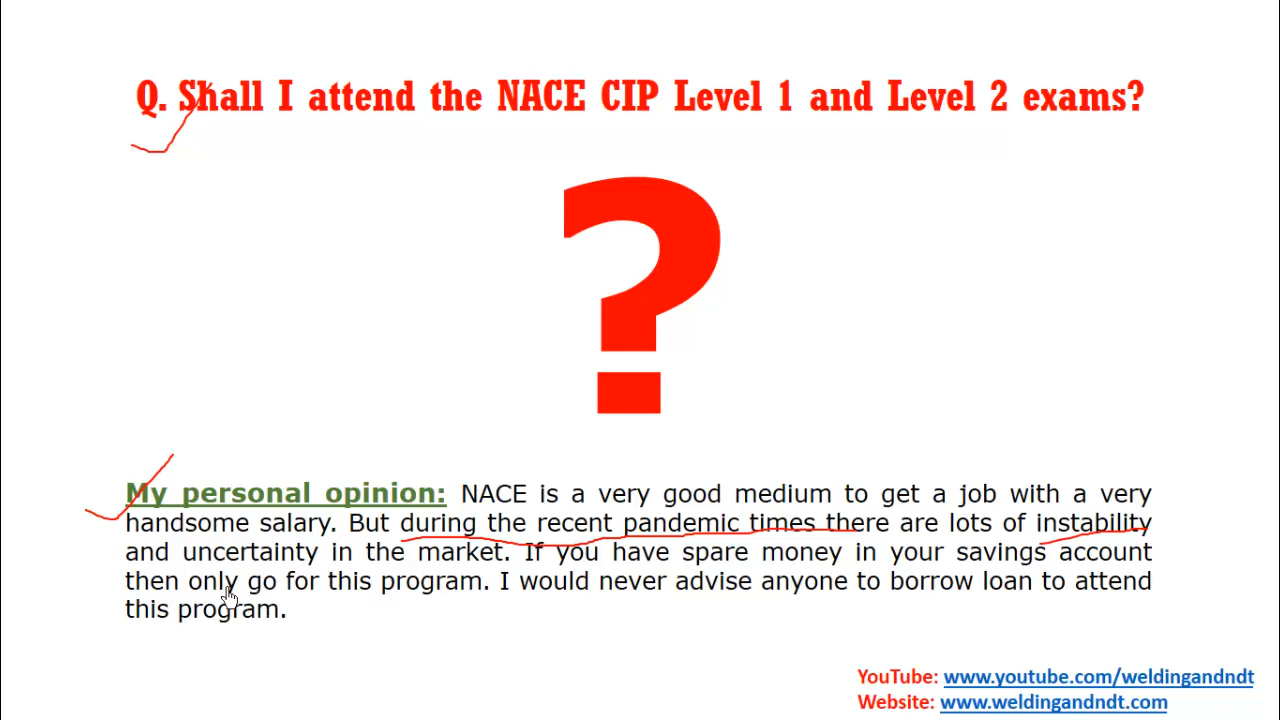 Q. Shall I attend the NACE CIP Level 1 and Level 2 exams?
?
My personal opinion: NACE is a very good medium to get a job with a very
handsome salary. But during the recent pandemic times there are lots of instability
and uncertainty in the market. If you have spare money in your savings account
then only go for this program. I would never advise anyone to borrow loan to attend
this program.
YouTube: www.youtube.com/weldingandndt
Website: www.weldingandndt.com